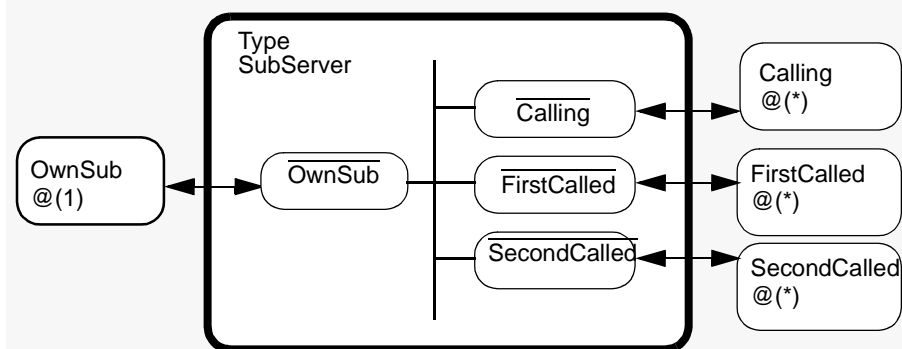 Type
SubServer
Calling
@(*)
Calling
OwnSub
@(1)
OwnSub
FirstCalled
FirstCalled
@(*)
SecondCalled
SecondCalled
@(*)